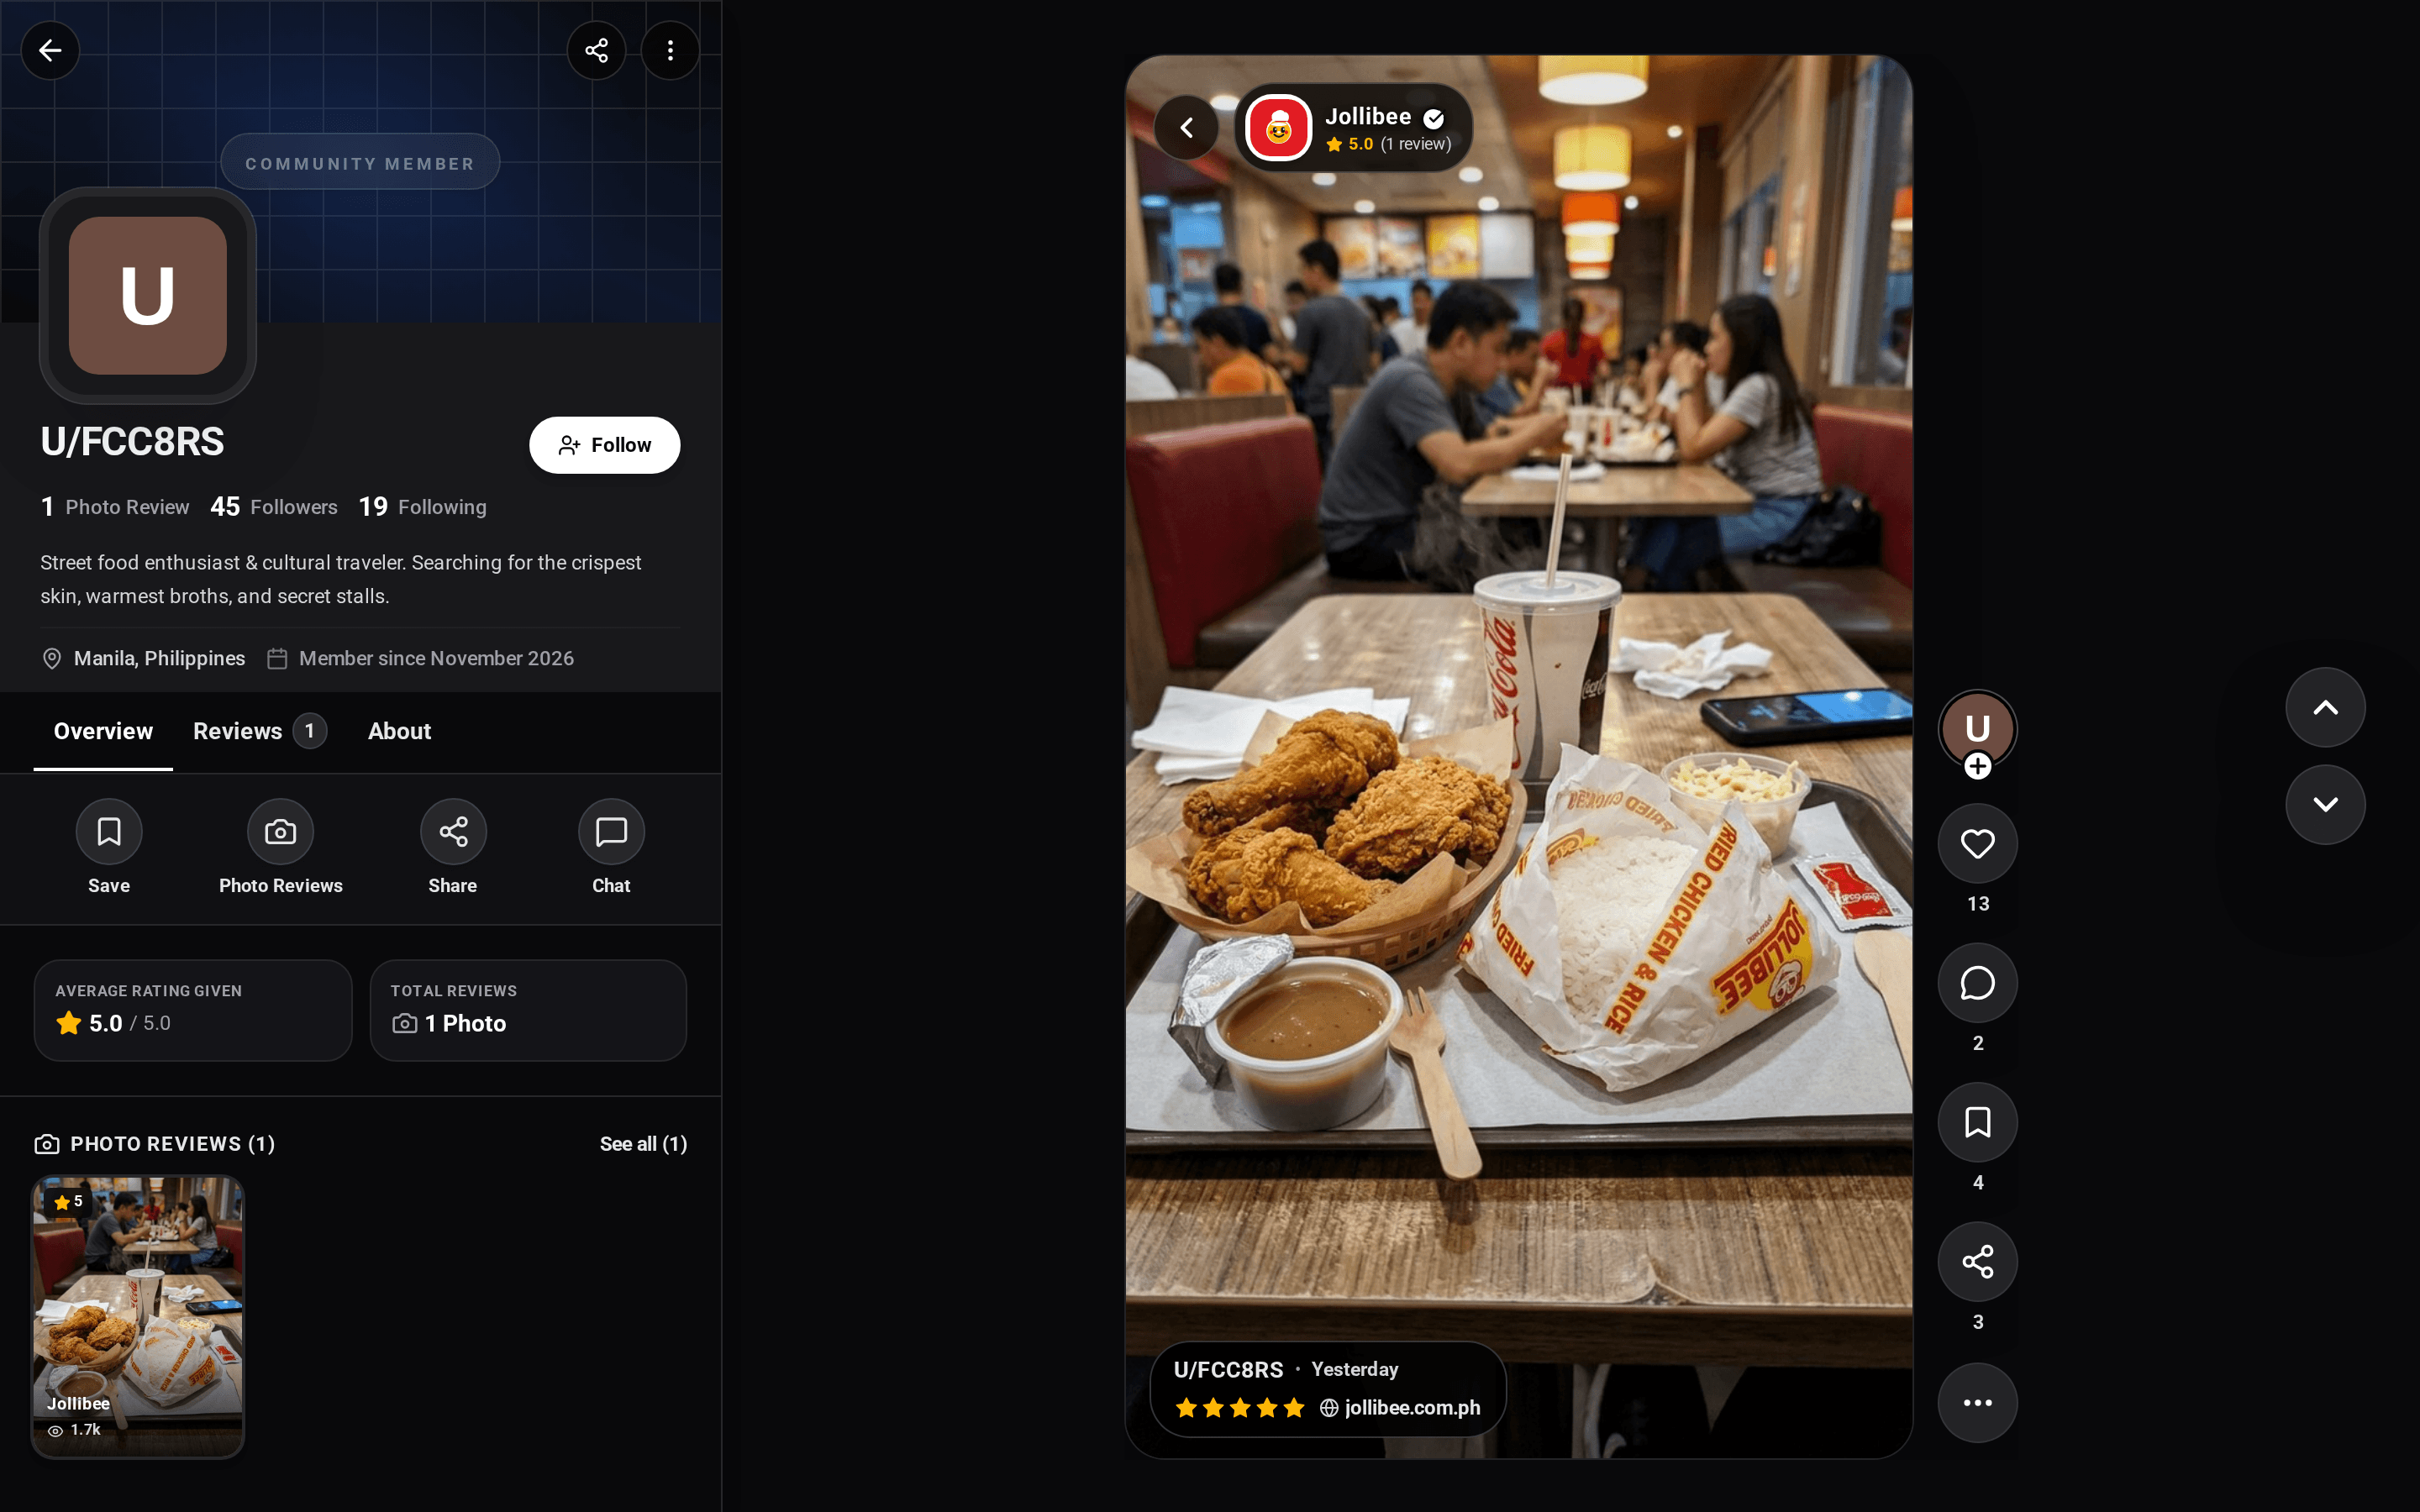 COMMUNITY MEMBER
U
U/FCC8RS
Follow
1 Photo Review 45 Followers 19 Following
Street food enthusiast & cultural traveler. Searching for the crispest
skin, warmest broths, and secret stalls.
Manila, Philippines Member since November 2026
Overview Reviews 1 About
Save Photo Reviews Share Chat
AVERAGE RATING GIVEN
5.0 / 5.0
TOTAL REVIEWS
1 Photo
PHOTO REVIEWS (1) See all (1)
5
Jollibee
1.7k
Jollibee
5.0 (1 review)
Coca-Cola
FRIED CHICKEN & RICE
JOLLIBEE
U/FCC8RS · Yesterday
jollibee.com.ph
U
13
2
4
3